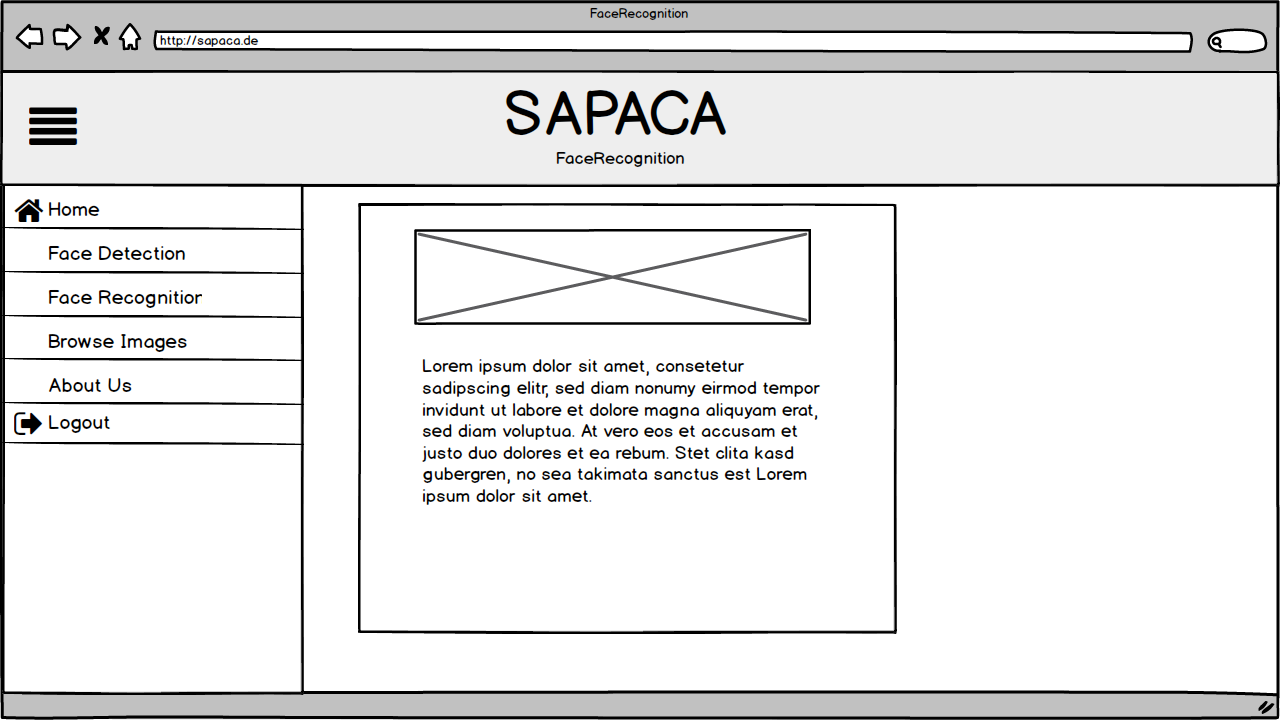 FaceRecognition
http://sapaca.de
SAPACA
FaceRecognition
Home
Face Detection
Face Recognition
Browse Images
About Us
Logout
Lorem ipsum dolor sit amet, consetetur
sadipscing elitr, sed diam nonumy eirmod tempor
invidunt ut labore et dolore magna aliquyam erat,
sed diam voluptua. At vero eos et accusam et
justo duo dolores et ea rebum. Stet clita kasd
gubergren, no sea takimata sanctus est Lorem
ipsum dolor sit amet.